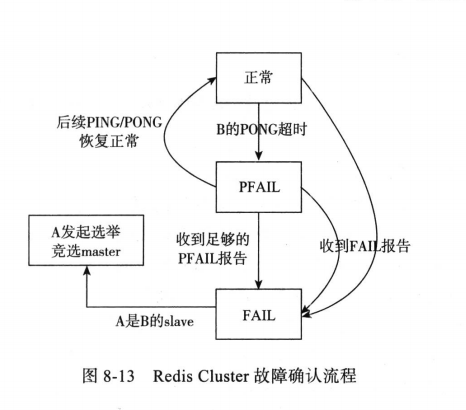 正常
后续PING/PONG
恢复正常
B的PONG超时
PFAIL
A发起选举
竞选master
收到足够的
PFAIL报告
收到FAIL报告
A是B的slave
FAIL
图 8-13 Redis Cluster 故障确认流程